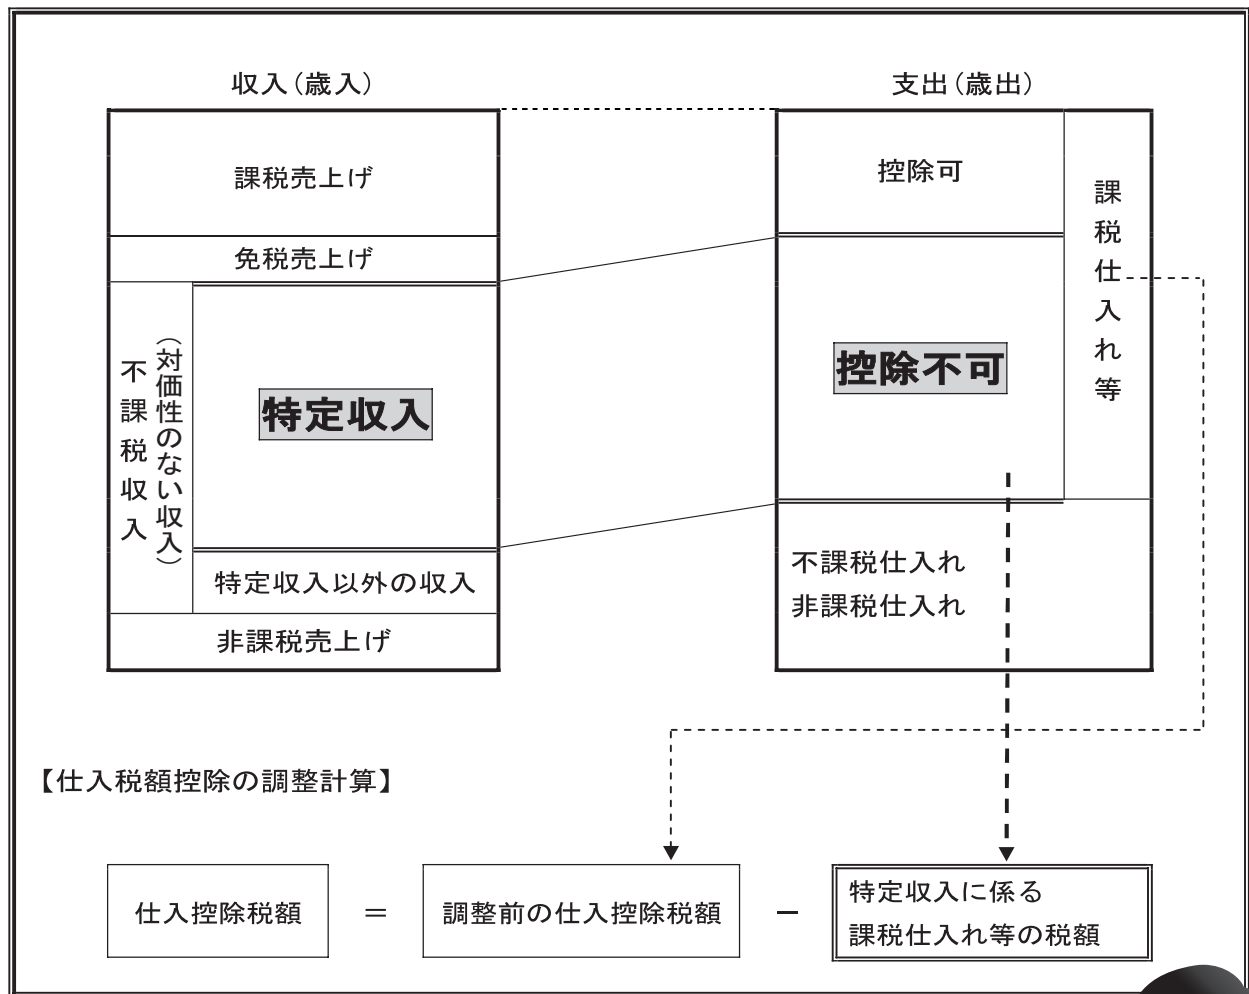 収入（歳入）
課税売上げ
免税売上げ
不課税収入
（対価性のない収入）
特定収入
特定収入以外の収入
非課税売上げ
支出（歳出）
控除可
控除不可
課税仕入れ等
不課税仕入れ
非課税仕入れ
【仕入税額控除の調整計算】
仕入控除税額 ＝ 調整前の仕入控除税額 − 特定収入に係る
課税仕入れ等の税額